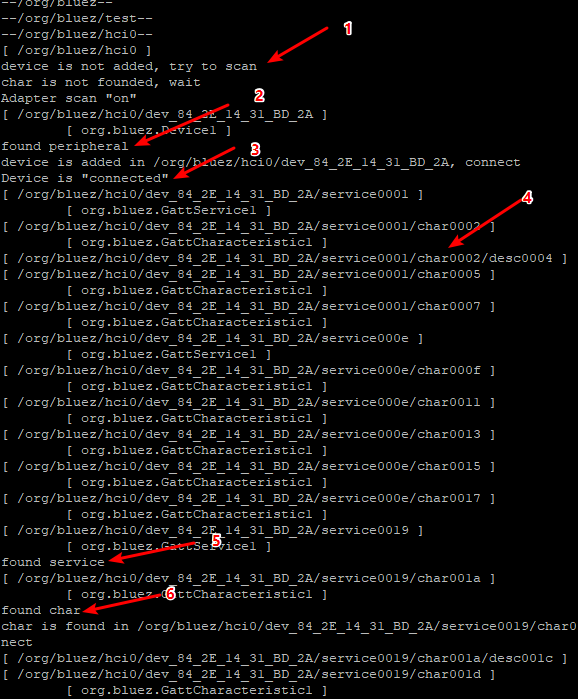 --/org/bluez--
--/org/bluez/test--
--/org/bluez/hci0--
[ /org/bluez/hci0 ]
1
device is not added, try to scan
char is not founded, wait
Adapter scan "on"
2
[ /org/bluez/hci0/dev_84_2E_14_31_BD_2A ]
[ org.bluez.Device1 ]
found peripheral
3
device is added in /org/bluez/hci0/dev_84_2E_14_31_BD_2A, connect
Device is "connected"
[ /org/bluez/hci0/dev_84_2E_14_31_BD_2A/service0001 ]
4
[ org.bluez.GattService1 ]
[ /org/bluez/hci0/dev_84_2E_14_31_BD_2A/service0001/char0002 ]
[ org.bluez.GattCharacteristic1 ]
[ /org/bluez/hci0/dev_84_2E_14_31_BD_2A/service0001/char0002/desc0004 ]
[ /org/bluez/hci0/dev_84_2E_14_31_BD_2A/service0001/char0005 ]
[ org.bluez.GattCharacteristic1 ]
[ /org/bluez/hci0/dev_84_2E_14_31_BD_2A/service0001/char0007 ]
[ org.bluez.GattCharacteristic1 ]
[ /org/bluez/hci0/dev_84_2E_14_31_BD_2A/service000e ]
[ org.bluez.GattService1 ]
[ /org/bluez/hci0/dev_84_2E_14_31_BD_2A/service000e/char000f ]
[ org.bluez.GattCharacteristic1 ]
[ /org/bluez/hci0/dev_84_2E_14_31_BD_2A/service000e/char0011 ]
[ org.bluez.GattCharacteristic1 ]
[ /org/bluez/hci0/dev_84_2E_14_31_BD_2A/service000e/char0013 ]
[ org.bluez.GattCharacteristic1 ]
[ /org/bluez/hci0/dev_84_2E_14_31_BD_2A/service000e/char0015 ]
[ org.bluez.GattCharacteristic1 ]
[ /org/bluez/hci0/dev_84_2E_14_31_BD_2A/service000e/char0017 ]
[ org.bluez.GattCharacteristic1 ]
[ /org/bluez/hci0/dev_84_2E_14_31_BD_2A/service0019 ]
5
[ org.bluez.GattService1 ]
found service
[ /org/bluez/hci0/dev_84_2E_14_31_BD_2A/service0019/char001a ]
6
[ org.bluez.GattCharacteristic1 ]
found char
char is found in /org/bluez/hci0/dev_84_2E_14_31_BD_2A/service0019/char0
nect
[ /org/bluez/hci0/dev_84_2E_14_31_BD_2A/service0019/char001a/desc001c ]
[ /org/bluez/hci0/dev_84_2E_14_31_BD_2A/service0019/char001d ]
[ org.bluez.GattCharacteristic1 ]